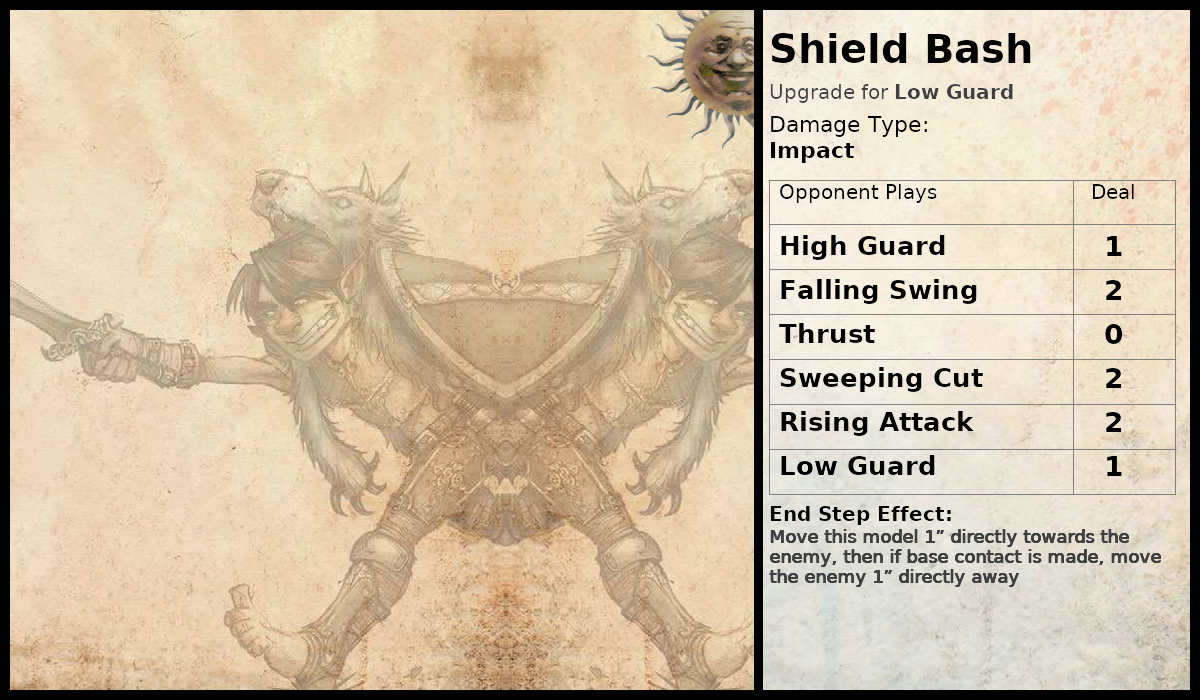 Shield Bash
Upgrade for Low Guard
Damage Type:
Impact
Opponent Plays Deal
High Guard 1
Falling Swing 2
Thrust 0
Sweeping Cut 2
Rising Attack 2
Low Guard 1
End Step Effect:
Move this model 1” directly towards the
enemy, then if base contact is made, move
the enemy 1” directly away